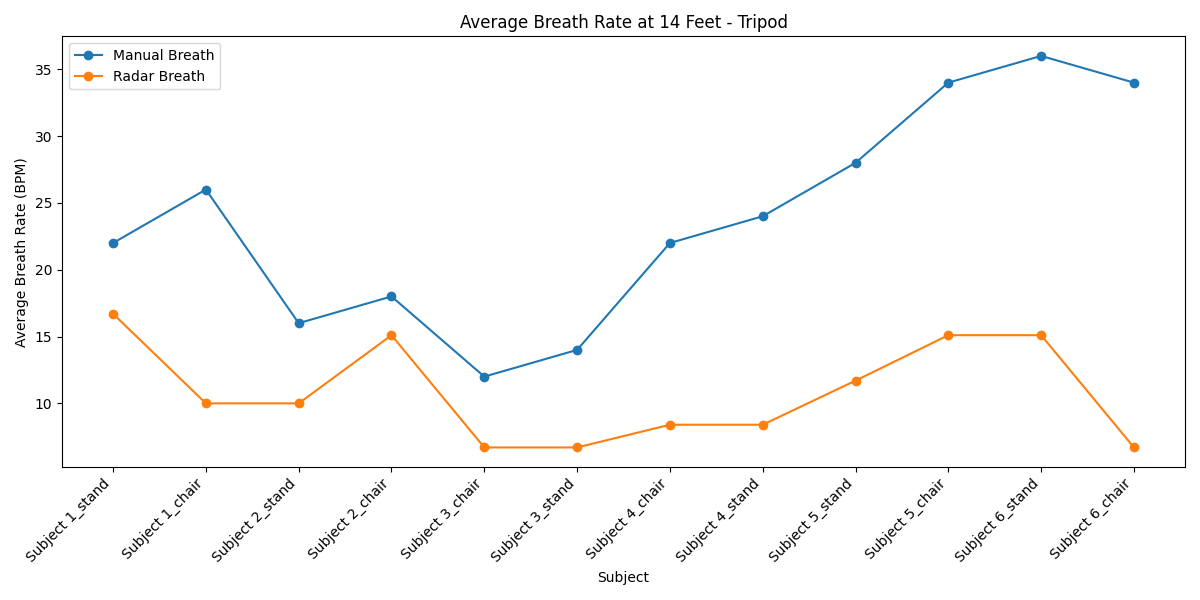 Average Breath Rate at 14 Feet - Tripod
Manual Breath
Radar Breath
Average Breath Rate (BPM)
35
30
25
20
15
10
Subject 1_stand
Subject 1_chair
Subject 2_stand
Subject 2_chair
Subject 3_chair
Subject 3_stand
Subject 4_chair
Subject 4_stand
Subject 5_stand
Subject 5_chair
Subject 6_stand
Subject 6_chair
Subject